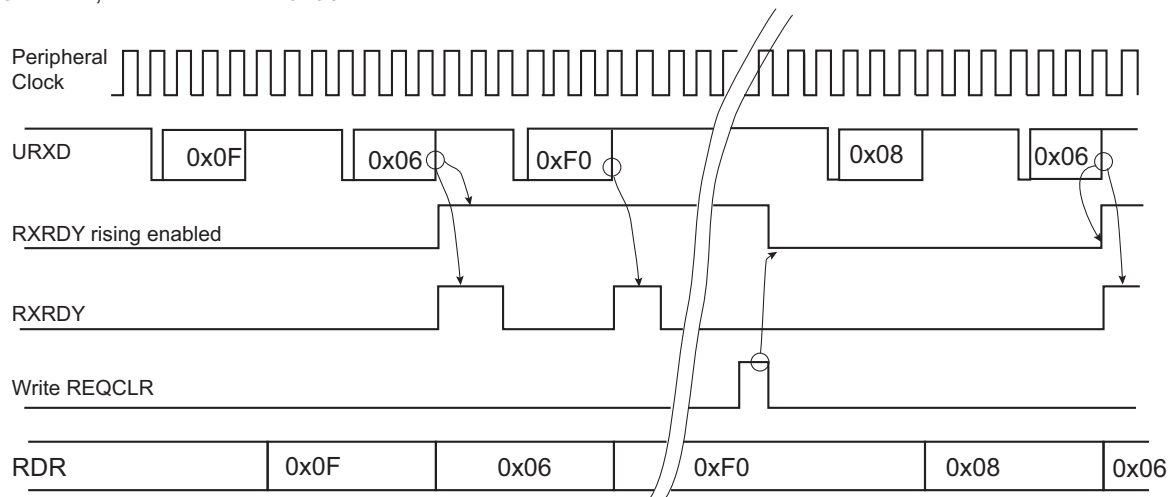 Peripheral
Clock
URXD
0x0F
0x06
0xF0
0x08
0x06
RXRDY rising enabled
RXRDY
Write REQCLR
RDR
0x0F
0x06
0xF0
0x08
0x06